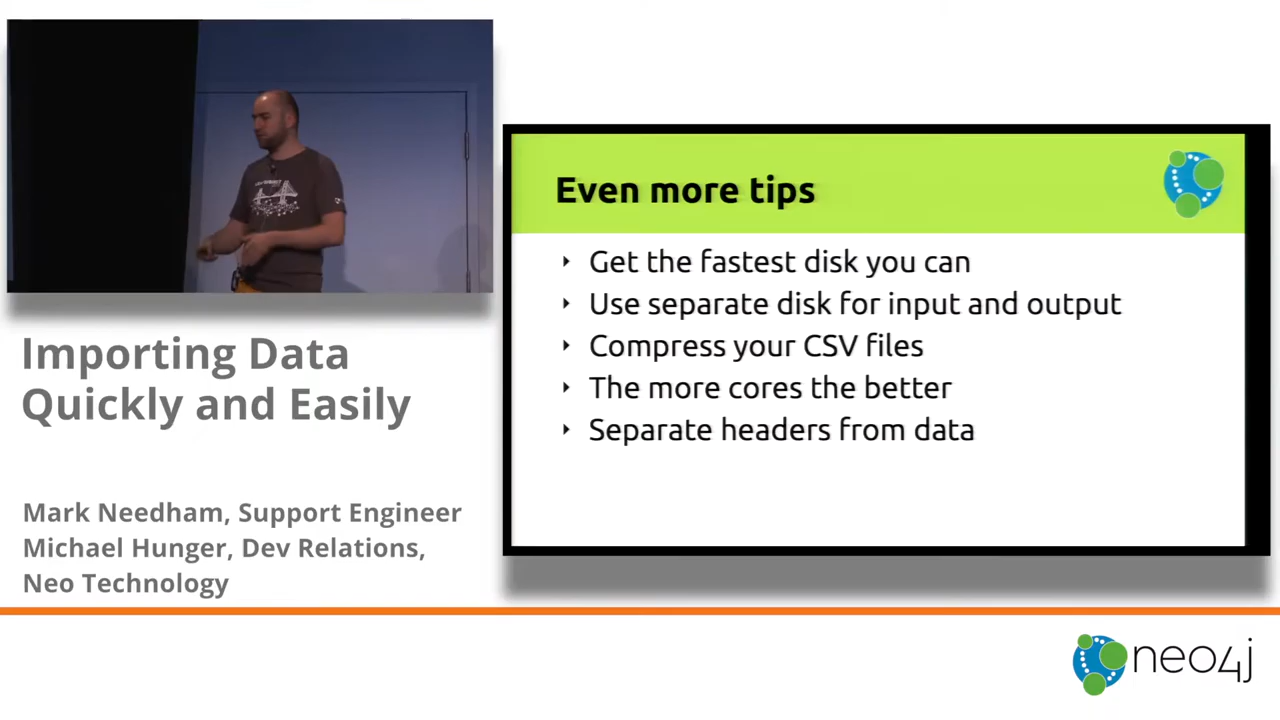 Even more tips
Get the fastest disk you can
Use separate disk for input and output
Compress your CSV files
The more cores the better
Separate headers from data
Importing Data
Quickly and Easily
Mark Needham, Support Engineer
Michael Hunger, Dev Relations,
Neo Technology
neo4j